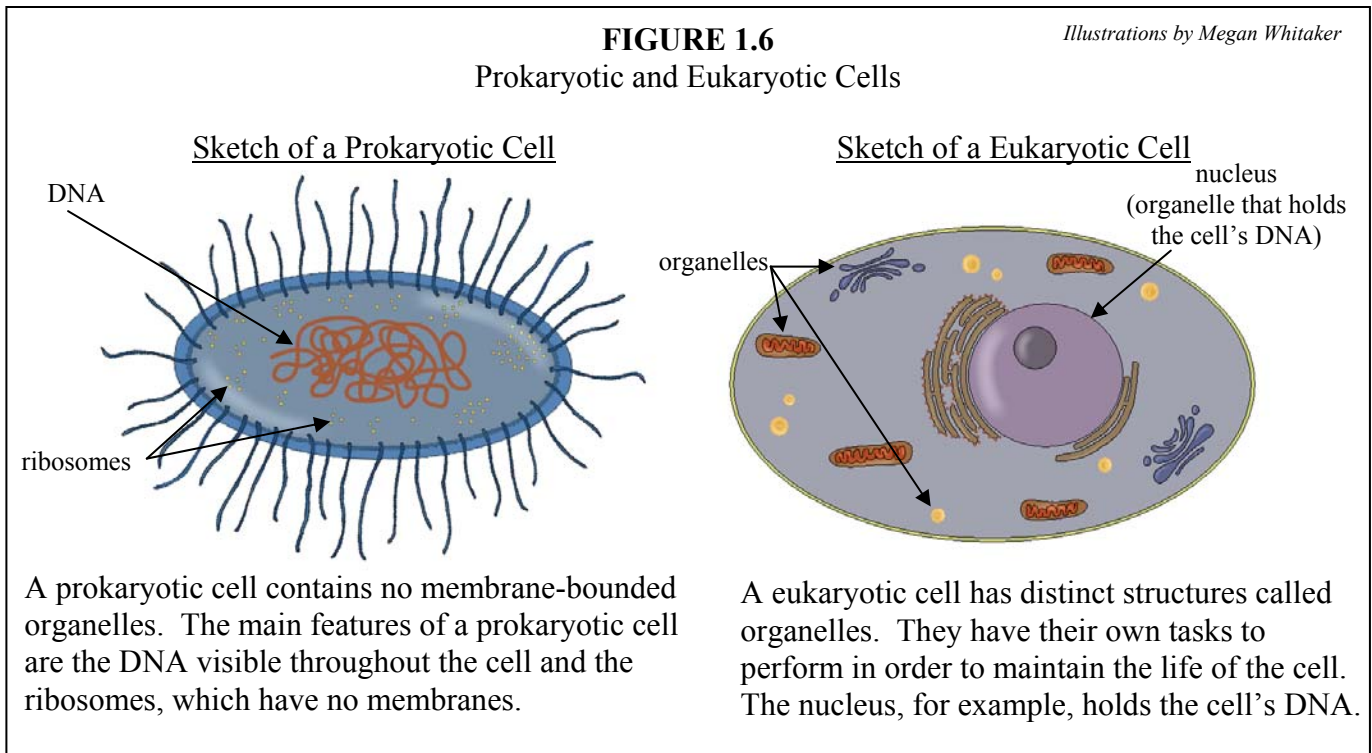 FIGURE 1.6
Illustrations by Megan Whitaker
Prokaryotic and Eukaryotic Cells
Sketch of a Prokaryotic Cell
DNA
ribosomes
A prokaryotic cell contains no membrane-bounded
organelles. The main features of a prokaryotic cell
are the DNA visible throughout the cell and the
ribosomes, which have no membranes.
Sketch of a Eukaryotic Cell
nucleus
(organelle that holds
the cell's DNA)
organelles
A eukaryotic cell has distinct structures called
organelles. They have their own tasks to
perform in order to maintain the life of the cell.
The nucleus, for example, holds the cell's DNA.